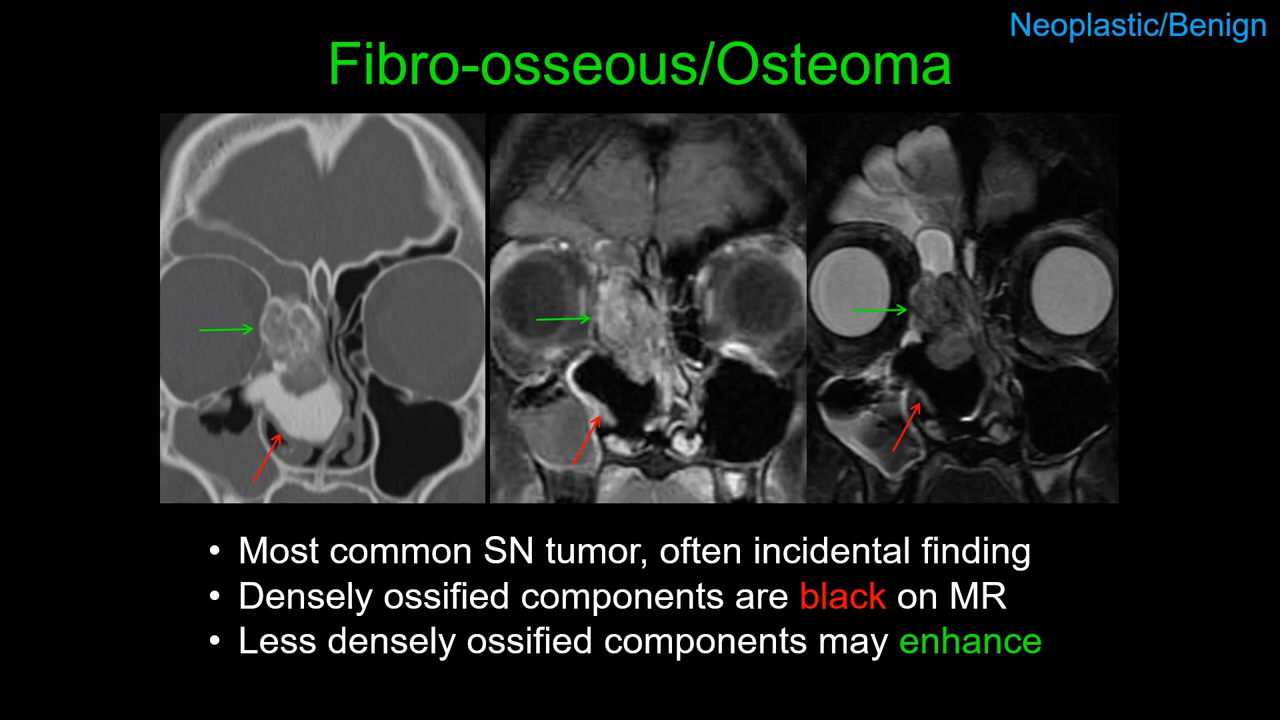 Neoplastic/Benign
Fibro-osseous/Osteoma
• Most common SN tumor, often incidental finding
• Densely ossified components are black on MR
• Less densely ossified components may enhance